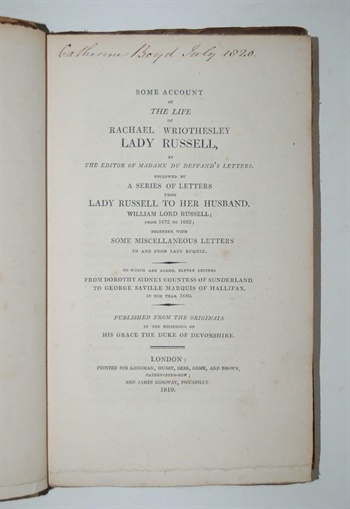 Catherine Boyd July 1820.
SOME ACCOUNT
OF
THE LIFE
OF
RACHAEL WRIOTHESLEY
LADY RUSSELL,
BY
THE EDITOR OF MADAME DU DEFFAND'S LETTERS.
FOLLOWED BY
A SERIES OF LETTERS
FROM
LADY RUSSELL TO HER HUSBAND,
WILLIAM LORD RUSSELL;
FROM 1672 TO 1682;
TOGETHER WITH
SOME MISCELLANEOUS LETTERS
TO AND FROM LADY RUSSELL.
TO WHICH ARE ADDED, ELEVEN LETTERS
FROM DOROTHY SIDNEY COUNTESS OF SUNDERLAND,
TO GEORGE SAVILLE MARQUIS OF HALLIFAX,
IN THE YEAR 1680.
PUBLISHED FROM THE ORIGINALS
IN THE POSSESSION OF
HIS GRACE THE DUKE OF DEVONSHIRE.
LONDON:
PRINTED FOR LONGMAN, HURST, REES, ORME, AND BROWN,
PATERNOSTER-ROW;
AND JAMES RIDGWAY, PICCADILLY.
1819.